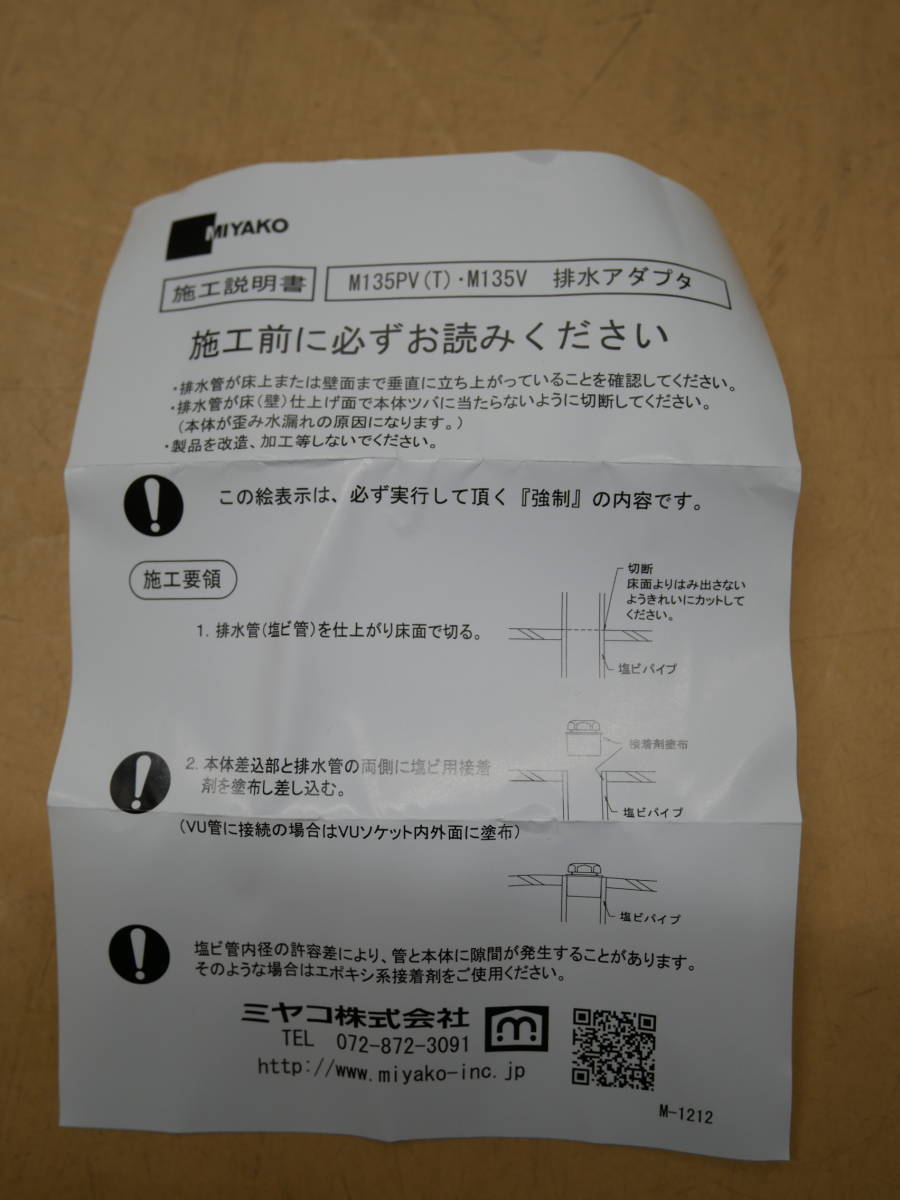 MIYAKO
施工説明書
M135PV(T)・M135V 排水アダプタ
施工前に必ずお読みください
・排水管が床上または壁面まで垂直に立ち上がっていることを確認してください。
・排水管が床(壁)仕上げ面で本体ツバに当たらないように切断してください。
(本体が歪み水漏れの原因になります。)
・製品を改造、加工等しないでください。
この絵表示は、必ず実行して頂く『強制』の内容です。
施工要領
1. 排水管(塩ビ管)を仕上がり床面で切る。
切断
床面よりはみ出さない
ようきれいにカットして
ください。
塩ビパイプ
2. 本体差込部と排水管の両側に塩ビ用接着
剤を塗布し差し込む。
(VU管に接続の場合はVUソケット内外面に塗布)
接着剤塗布
塩ビパイプ
塩ビパイプ
塩ビ管内径の許容差により、管と本体に隙間が発生することがあります。
そのような場合はエポキシ系接着剤をご使用ください。
ミヤコ株式会社
TEL 072-872-3091
http://www.miyako-inc.jp
M-1212